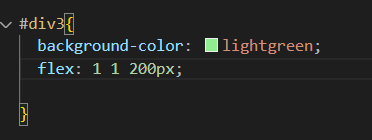 #div3{
background-color: lightgreen;
flex: 1 1 200px;
}